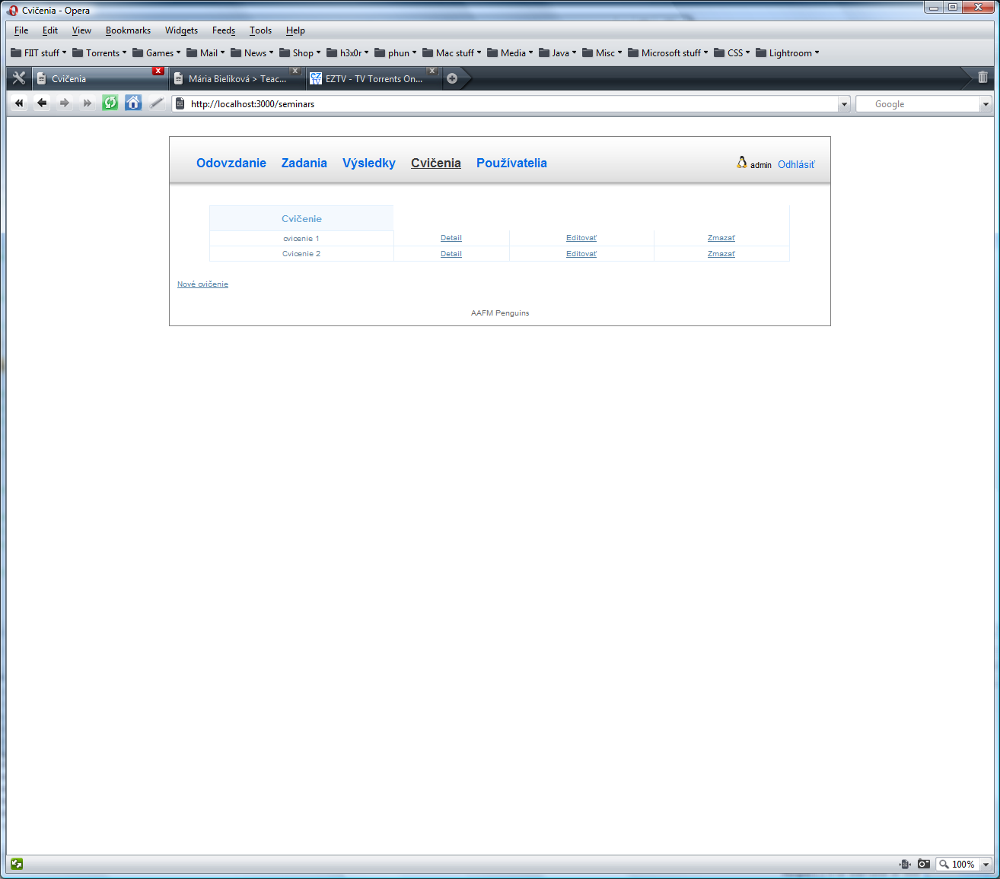 Cvičenia - Opera
File Edit View Bookmarks Widgets Feeds Tools Help
FIIT stuff Torrents Games Mail News Shop h3x0r phun Mac stuff Media Java Misc Microsoft stuff CSS Lightroom
Cvičenia Mária Bieliková > Teac... EZTV - TV Torrents On...
http://localhost:3000/seminars Google
Odovzdanie Zadania Výsledky Cvičenia Používatelia admin Odhlásiť
Cvičenie
cvicenie 1 Detail Editovať Zmazať
Cvicenie 2 Detail Editovať Zmazať
Nové cvičenie
AAFM Penguins
100%